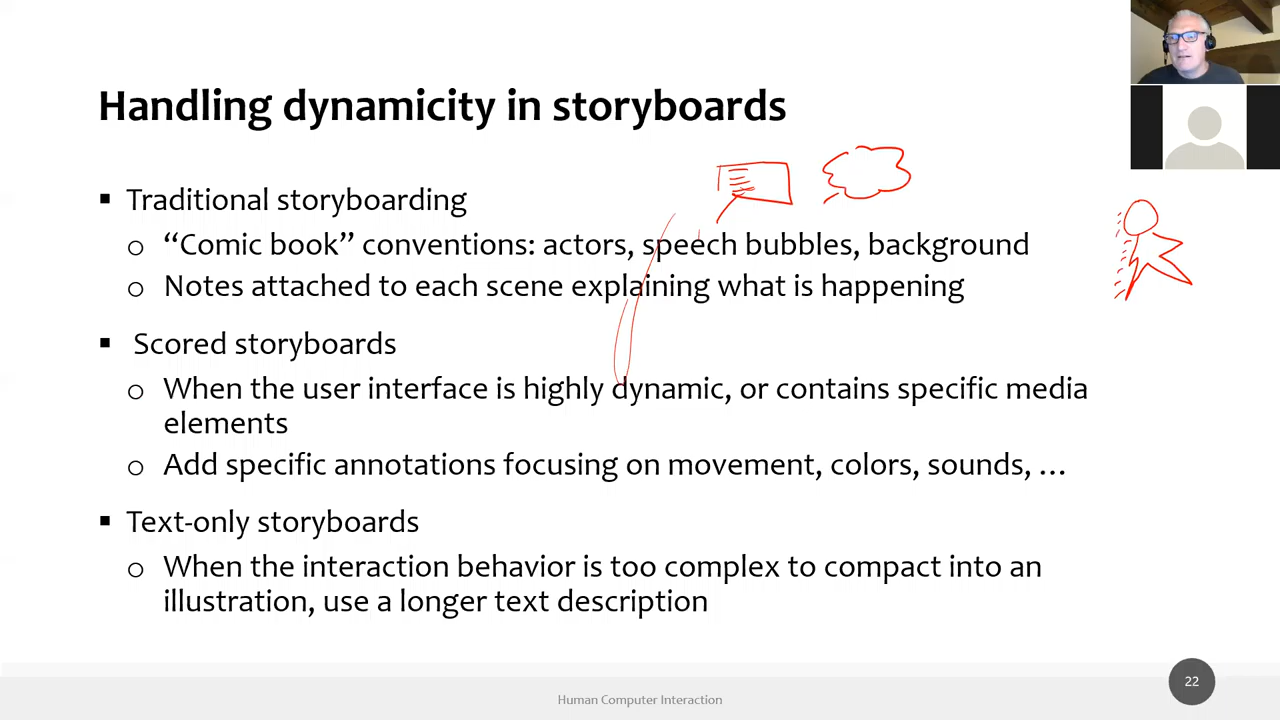 Handling dynamicity in storyboards
▪ Traditional storyboarding
o “Comic book” conventions: actors, speech bubbles, background
o Notes attached to each scene explaining what is happening
▪ Scored storyboards
o When the user interface is highly dynamic, or contains specific media
elements
o Add specific annotations focusing on movement, colors, sounds, …
▪ Text-only storyboards
o When the interaction behavior is too complex to compact into an
illustration, use a longer text description
22
Human Computer Interaction